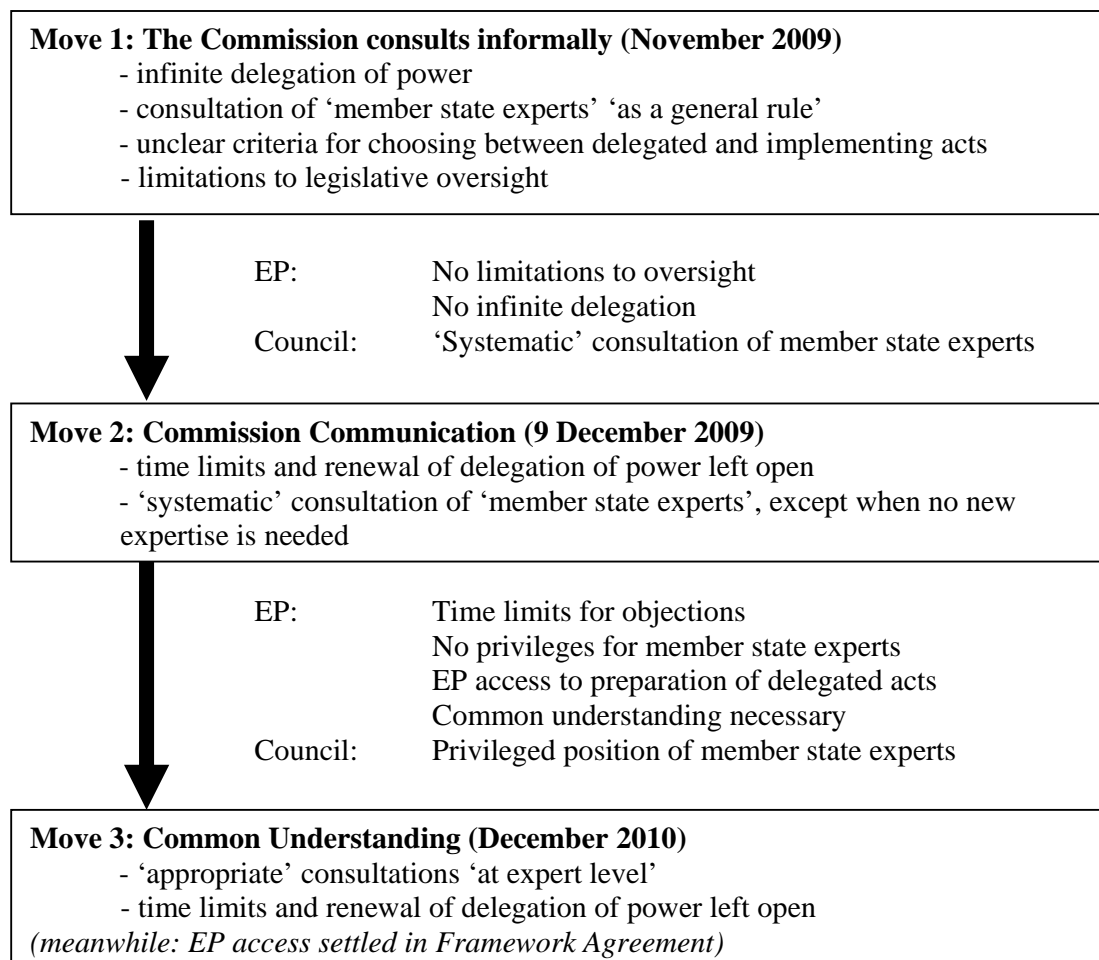 Move 1: The Commission consults informally (November 2009)
- infinite delegation of power
- consultation of ‘member state experts’ ‘as a general rule’
- unclear criteria for choosing between delegated and implementing acts
- limitations to legislative oversight
EP: No limitations to oversight
No infinite delegation
Council: ‘Systematic’ consultation of member state experts
Move 2: Commission Communication (9 December 2009)
- time limits and renewal of delegation of power left open
- ‘systematic’ consultation of ‘member state experts’, except when no new
expertise is needed
EP: Time limits for objections
No privileges for member state experts
EP access to preparation of delegated acts
Common understanding necessary
Council: Privileged position of member state experts
Move 3: Common Understanding (December 2010)
- ‘appropriate’ consultations ‘at expert level’
- time limits and renewal of delegation of power left open
(meanwhile: EP access settled in Framework Agreement)